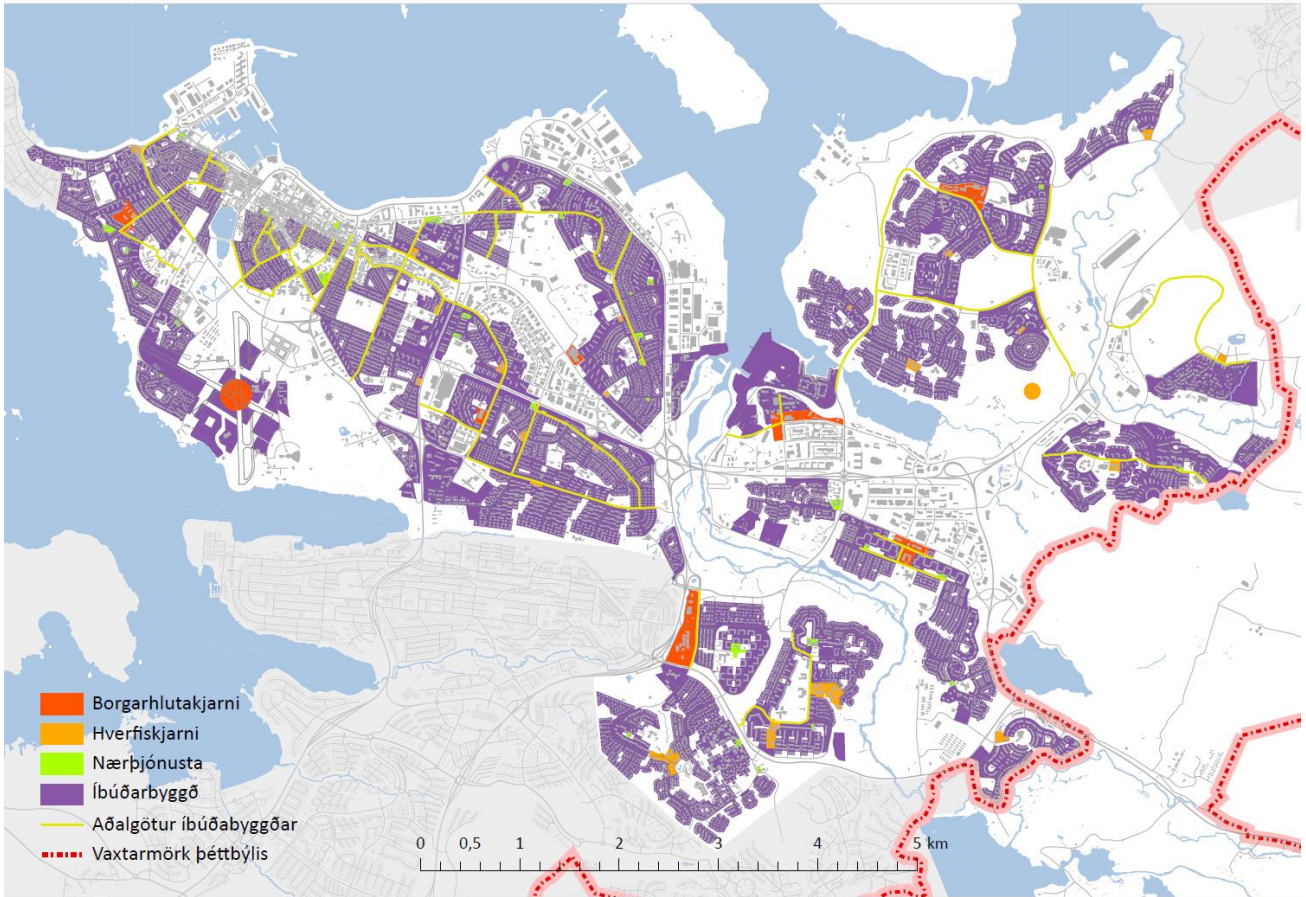 Borgarhlutakjarni
Hverfiskjarni
Nærþjónusta
Íbúðarbyggð
Aðalgötur íbúðabyggðar
Vaxtarmörk þéttbýlis
0 0,5 1 2 3 4 5 km